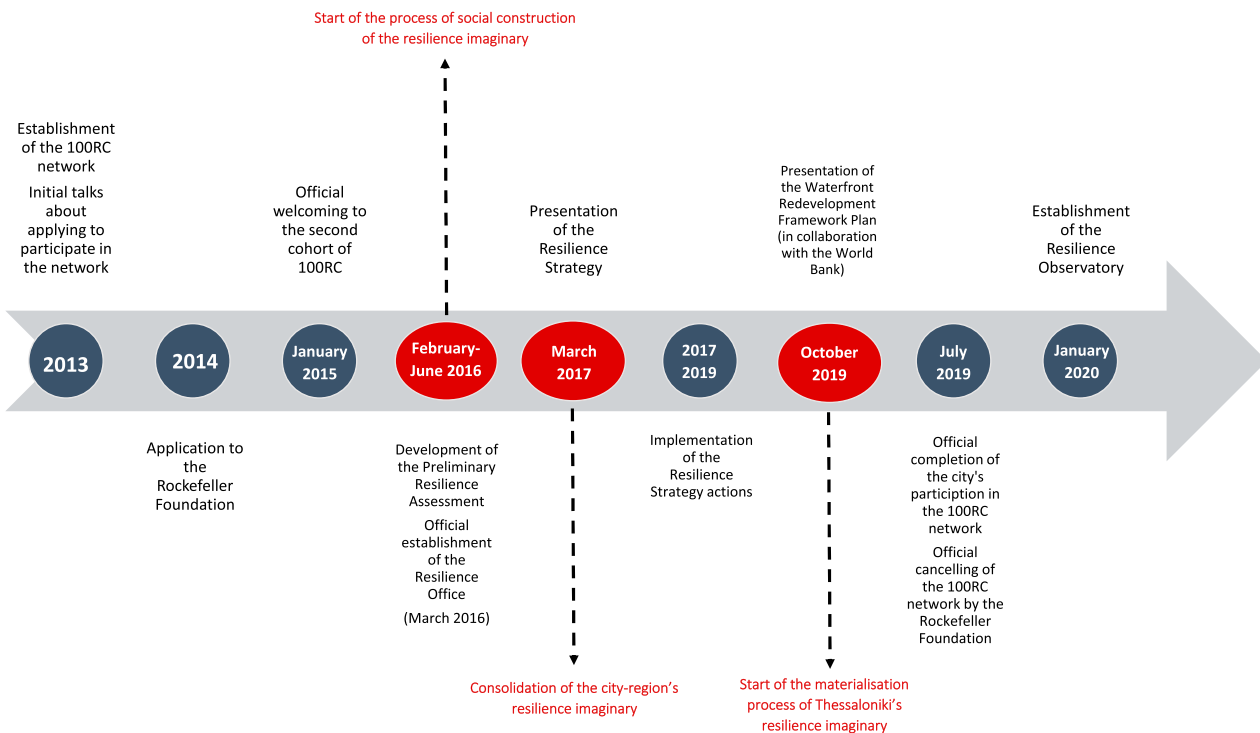 Start of the process of social construction
of the resilience imaginary
Establishment
of the 100RC
network
Initial talks
about
applying to
participate in
the network
Official
welcoming to
the second
cohort of
100RC
Presentation
of the
Resilience
Strategy
Presentation of
the Waterfront
Redevelopment
Framework Plan
(in collaboration
with the World
Bank)
Establishment
of the
Resilience
Observatory
2013
2014
January
2015
February-
June 2016
March
2017
2017
2019
October
2019
July
2019
January
2020
Application to
the
Rockefeller
Foundation
Development of
the Preliminary
Resilience
Assessment
Official
establishment
of the
Resilience
Office
(March 2016)
Implementation
of the
Resilience
Strategy actions
Official
completion of
the city's
particiption in
the 100RC
network
Official
cancelling of
the 100RC
network by the
Rockefeller
Foundation
Consolidation of the city-region’s
resilience imaginary
Start of the materialisation
process of Thessaloniki’s
resilience imaginary